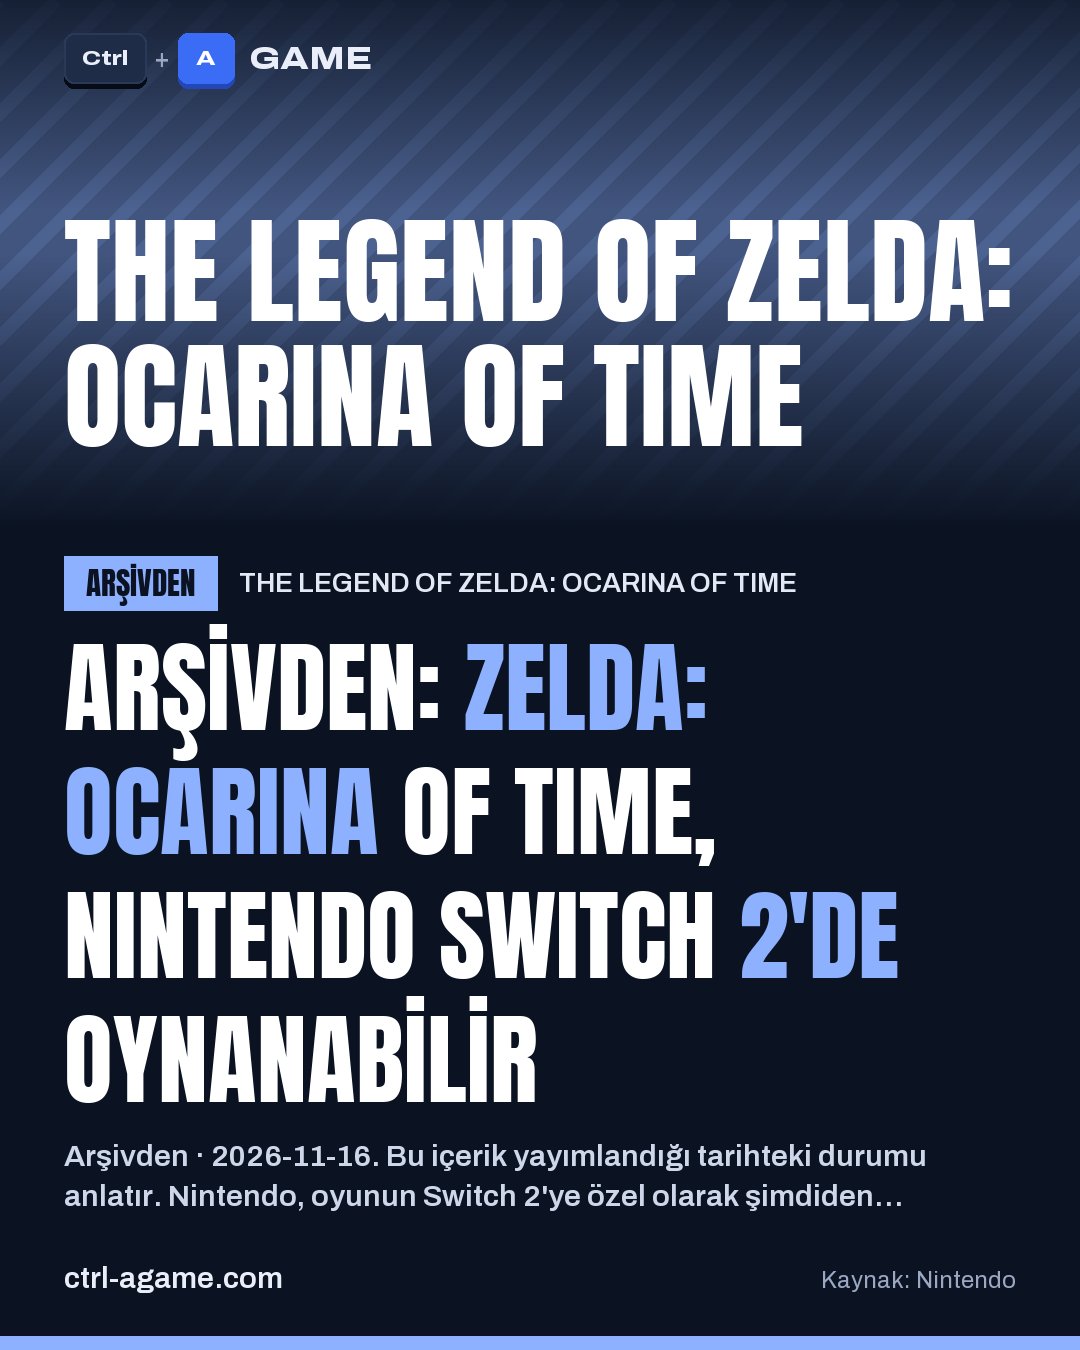 Ctrl + A GAME
THE LEGEND OF ZELDA:
OCARINA OF TIME
ARŞİVDEN THE LEGEND OF ZELDA: OCARINA OF TIME
ARŞİVDEN: ZELDA:
OCARINA OF TIME,
NINTENDO SWITCH 2'DE
OYNANABİLİR
Arşivden · 2026-11-16. Bu içerik yayımlandığı tarihteki durumu
anlatır. Nintendo, oyunun Switch 2'ye özel olarak şimdiden...
ctrl-agame.com
Kaynak: Nintendo